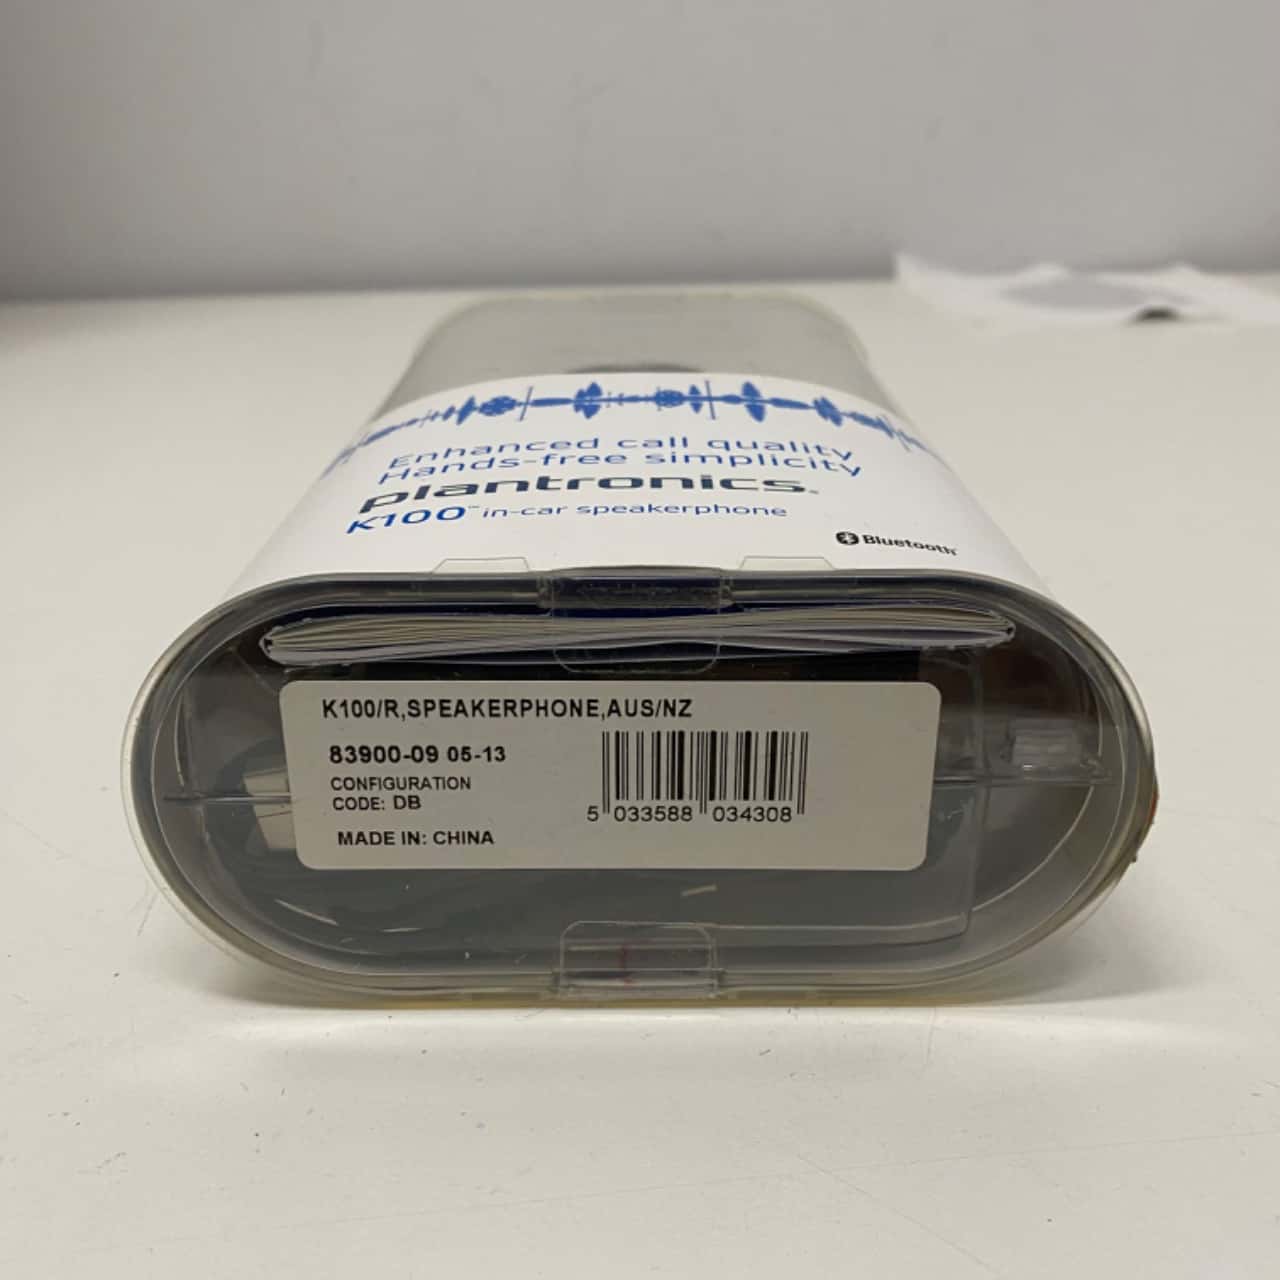 Enhanced call quality
Hands-free simplicity
plantronics.
K100™ in-car speakerphone
Bluetooth®
K100/R,SPEAKERPHONE,AUS/NZ
83900-09 05-13
CONFIGURATION
CODE: DB
MADE IN: CHINA
5 033588 034308